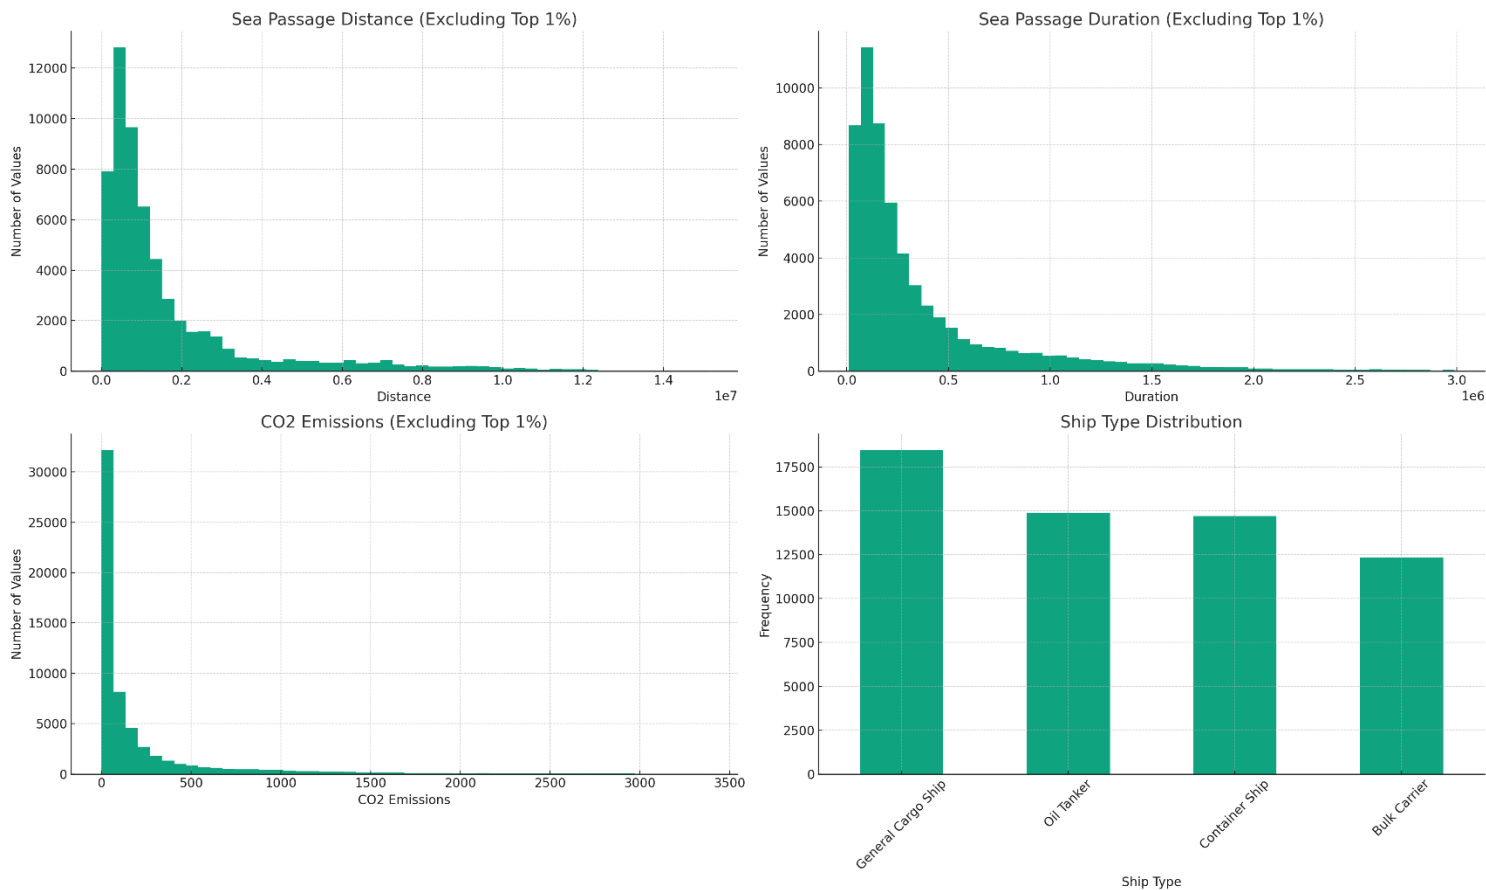 Sea Passage Distance (Excluding Top 1%)
12000
10000
8000
6000
4000
2000
0
Number of Values
0.0
0.2
0.4
0.6
0.8
1.0
1.2
1.4
1e7
Distance
Sea Passage Duration (Excluding Top 1%)
10000
8000
6000
4000
2000
0
Number of Values
0.0
0.5
1.0
1.5
2.0
2.5
3.0
1e6
Duration
CO2 Emissions (Excluding Top 1%)
30000
25000
20000
15000
10000
5000
0
Number of Values
0
500
1000
1500
2000
2500
3000
3500
CO2 Emissions
Ship Type Distribution
17500
15000
12500
10000
7500
5000
2500
0
Frequency
General Cargo Ship
Oil Tanker
Container Ship
Bulk Carrier
Ship Type